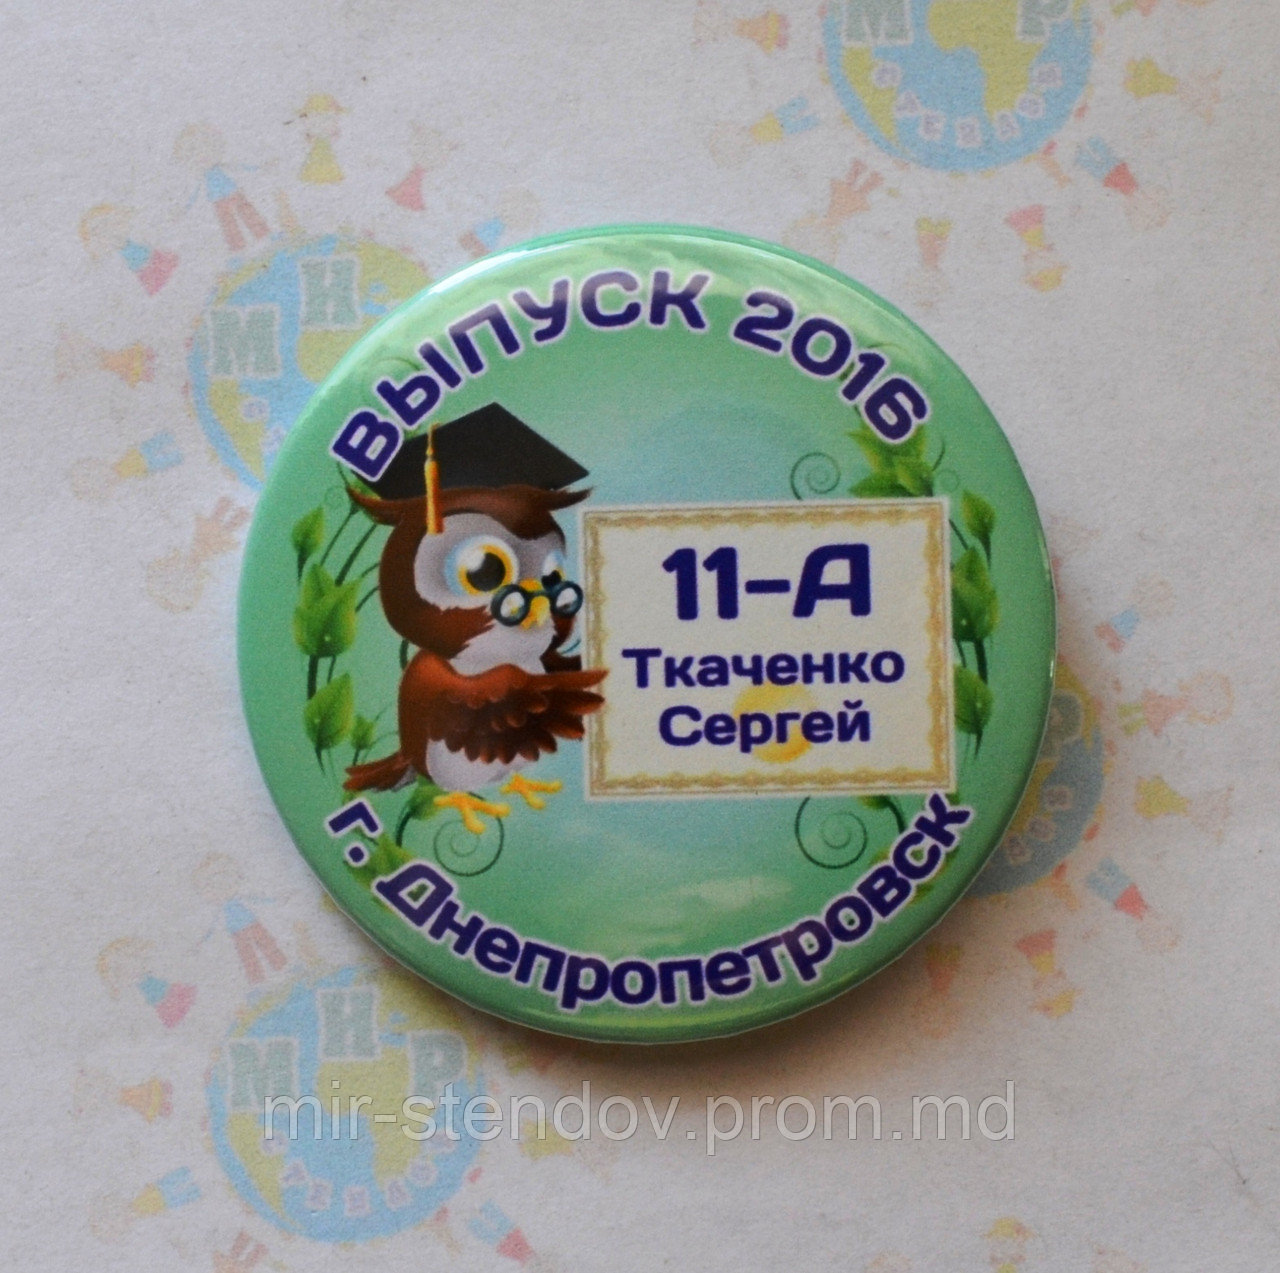 ВЫПУСК 2016
11-А
Ткаченко
Сергей
г. Днепропетровск
mir-stendov.prom.md